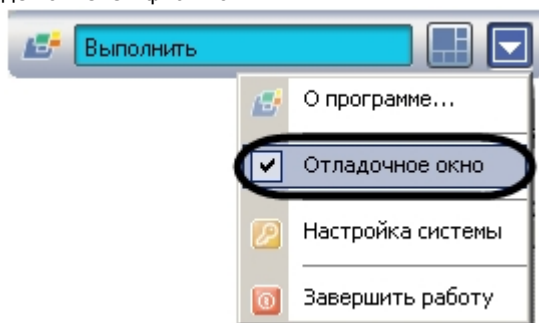 Выполнить
О программе...
Отладочное окно
Настройка системы
Завершить работу